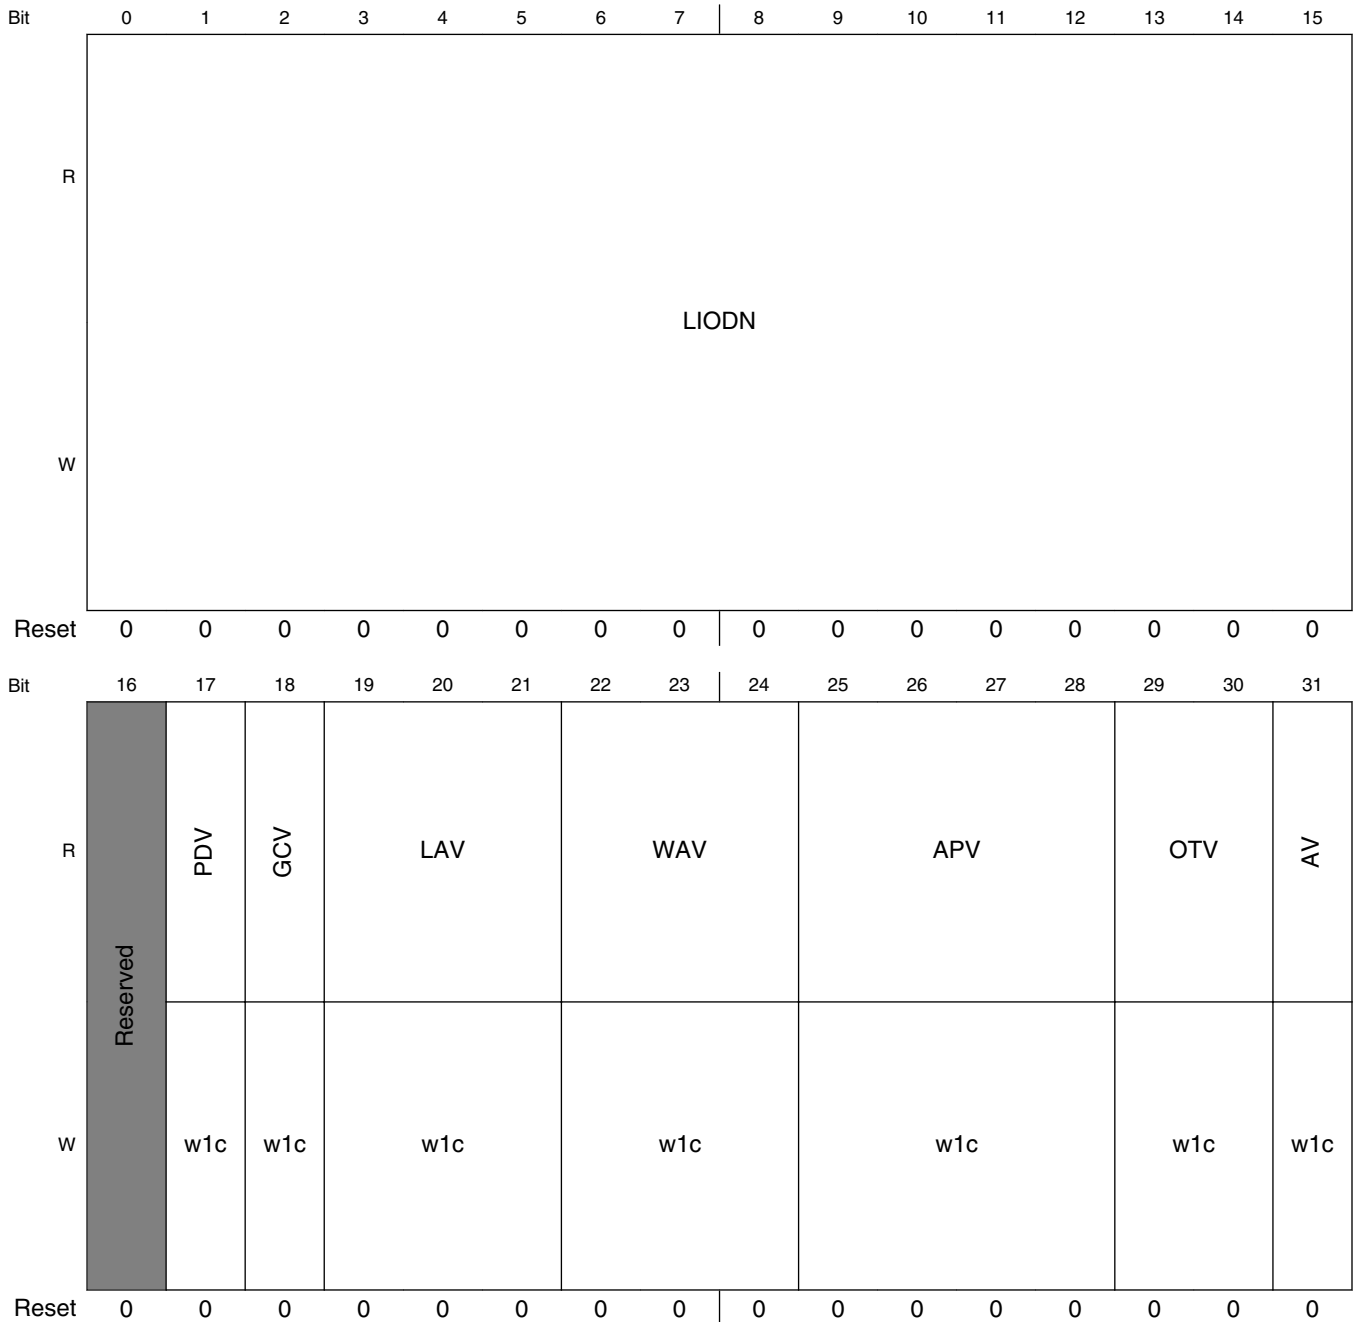 Bit 0 1 2 3 4 5 6 7 8 9 10 11 12 13 14 15
R
LIODN
W
Reset 0 0 0 0 0 0 0 0 0 0 0 0 0 0 0 0
Bit 16 17 18 19 20 21 22 23 24 25 26 27 28 29 30 31
R PDV GCV LAV WAV APV OTV AV
Reserved
W w1c w1c w1c w1c w1c w1c w1c
Reset 0 0 0 0 0 0 0 0 0 0 0 0 0 0 0 0